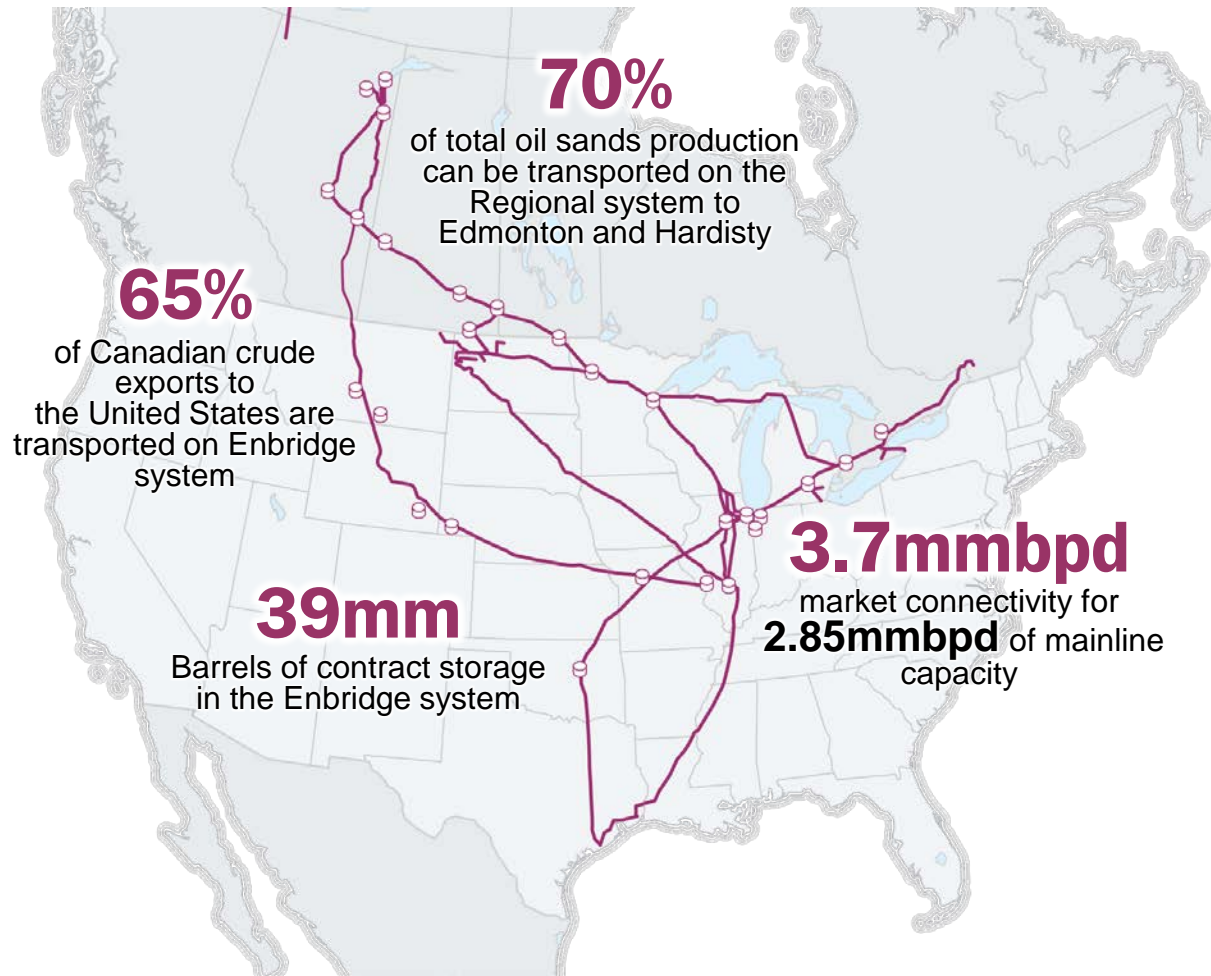 70%
of total oil sands production
can be transported on the
Regional system to
Edmonton and Hardisty
65%
of Canadian crude
exports to
the United States are
transported on Enbridge
system
3.7mmbpd
market connectivity for
2.85mmbpd of mainline
capacity
39mm
Barrels of contract storage
in the Enbridge system